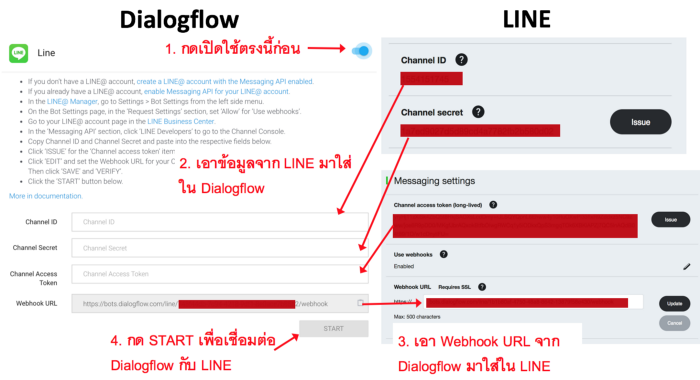 Dialogflow
LINE
Line
1. กดเปิดใช้ตรงนี้ก่อน
If you don't have a LINE@ account, create a LINE@ account with the Messaging API enabled.
If you already have a LINE@ account, enable Messaging API for your LINE@ account.
In the LINE@ Manager, go to Settings > Bot Settings from the left side menu.
On the Bot Settings page, in the 'Request Settings' section, set 'Allow' for 'Use webhooks'.
Go to your LINE@ account page in the LINE Business Center.
In the 'Messaging API' section, click 'LINE Developers' to go to the Channel Console.
Copy Channel ID and Channel Secret and paste into the respective fields below.
Click 'ISSUE' for the 'Channel access token' item
Click 'EDIT' and set the Webhook URL for your C
Then click 'SAVE' and 'VERIFY'.
Click the 'START' button below.
More in documentation
2. เอาข้อมูลจาก LINE มาใส่
ใน Dialogflow
Channel ID
Channel ID
Channel Secret
Channel Secret
Channel Access
Token
Channel Access Token
Webhook URL
https://bots.dialogflow.com/line/
2/webhook
START
4. กด START เพื่อเชื่อมต่อ
Dialogflow กับ LINE
Channel ID ?
Channel secret ?
Issue
Messaging settings
Channel access token (long-lived) ?
Issue
Use webhooks ?
Enabled
Webhook URL Requires SSL ?
https://
Update
Max: 500 characters
Cancel
3. เอา Webhook URL จาก
Dialogflow มาใส่ใน LINE